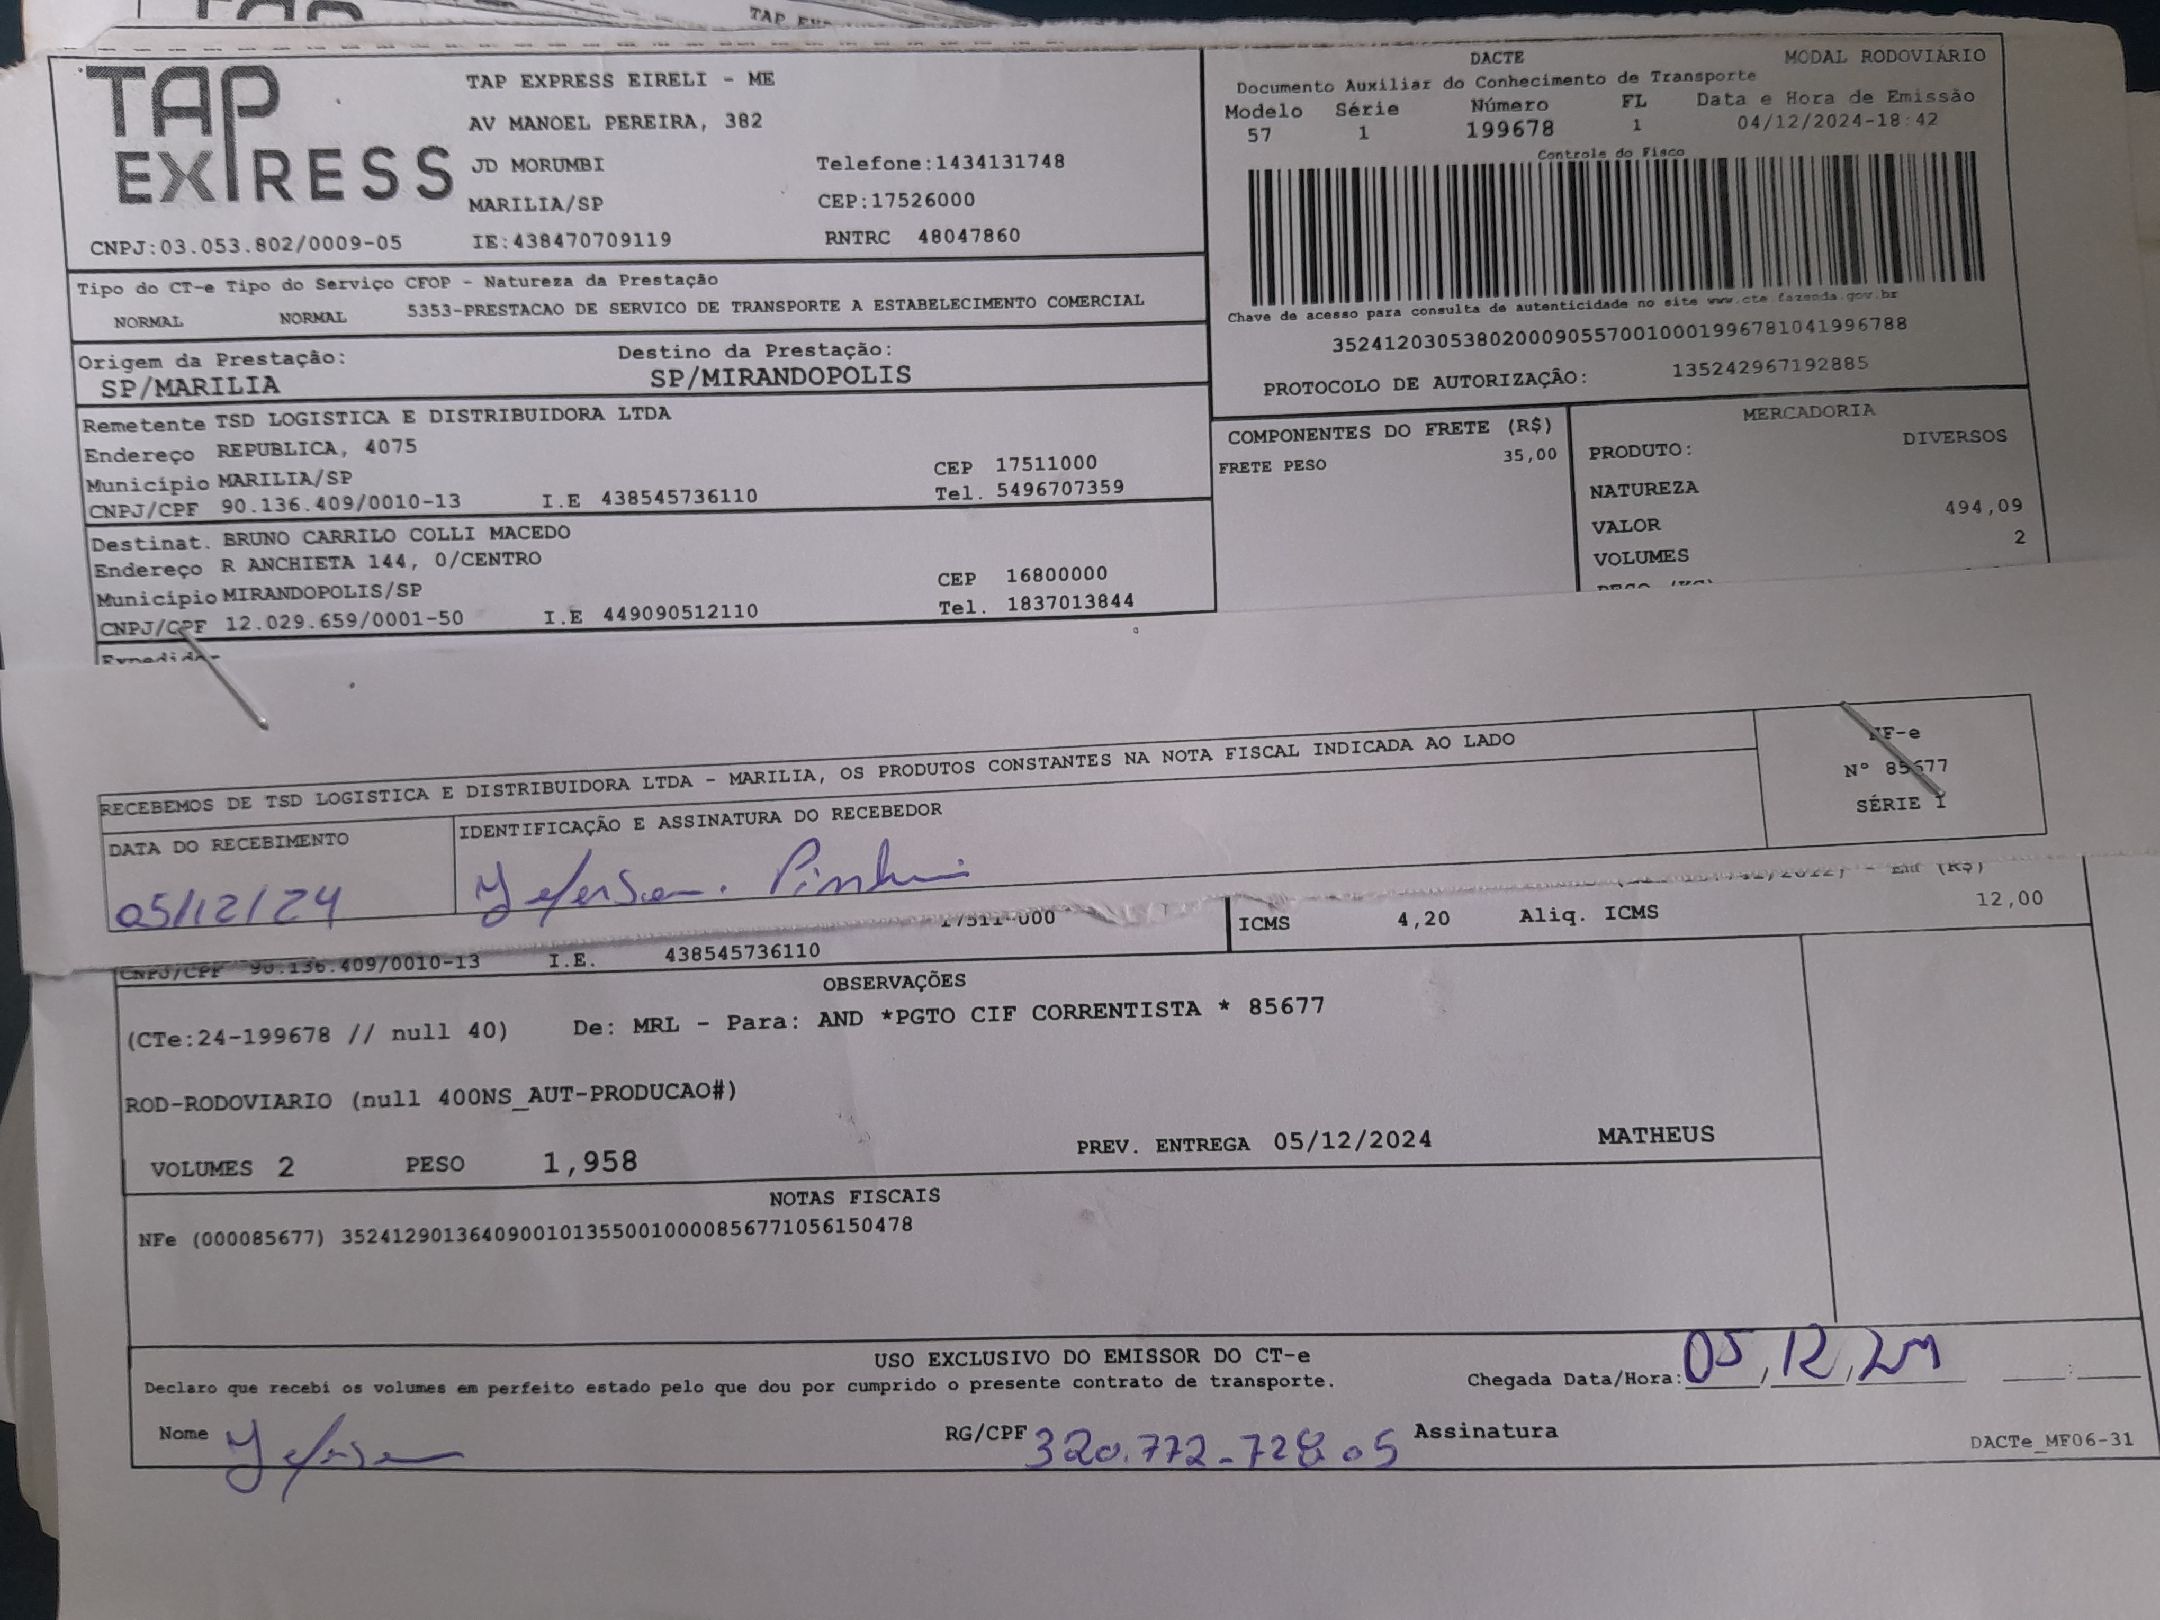 TAP EXPRESS
TAP EXPRESS EIRELI - ME
AV MANOEL PEREIRA, 382
JD MORUMBI Telefone:1434131748
MARILIA/SP CEP:17526000
CNPJ:03.053.802/0009-05 IE:438470709119 RNTRC 48047860
DACTE MODAL RODOVIÁRIO
Documento Auxiliar do Conhecimento de Transporte
Modelo Série Número FL Data e Hora de Emissão
57 1 199678 1 04/12/2024-18:42
Controle do Fisco
Chave de acesso para consulta de autenticidade no site www.cte.fazenda.gov.br
35241203053802000905570010001996781041996788
PROTOCOLO DE AUTORIZAÇÃO: 135242967192885
Tipo do CT-e Tipo do Serviço CFOP - Natureza da Prestação
NORMAL NORMAL 5353-PRESTACAO DE SERVICO DE TRANSPORTE A ESTABELECIMENTO COMERCIAL
Origem da Prestação: Destino da Prestação:
SP/MARILIA SP/MIRANDOPOLIS
Remetente TSD LOGISTICA E DISTRIBUIDORA LTDA
Endereço REPUBLICA, 4075
Município MARILIA/SP CEP 17511000
CNPJ/CPF 90.136.409/0010-13 I.E 438545736110 Tel. 5496707359
Destinat. BRUNO CARRILO COLLI MACEDO
Endereço R ANCHIETA 144, 0/CENTRO
Município MIRANDOPOLIS/SP CEP 16800000
CNPJ/CPF 12.029.659/0001-50 I.E 449090512110 Tel. 1837013844
COMPONENTES DO FRETE (R$)
FRETE PESO 35,00
MERCADORIA
PRODUTO: DIVERSOS
NATUREZA
VALOR 494,09
VOLUMES 2
RECEBEMOS DE TSD LOGISTICA E DISTRIBUIDORA LTDA - MARILIA, OS PRODUTOS CONSTANTES NA NOTA FISCAL INDICADA AO LADO
NF-e
Nº 85677
SÉRIE 1
DATA DO RECEBIMENTO IDENTIFICAÇÃO E ASSINATURA DO RECEBEDOR
05/12/24 Jeferson
ICMS 4,20 Aliq. ICMS 12,00
CNPJ/CPF 90.136.409/0010-13 I.E. 438545736110
OBSERVAÇÕES
(CTe:24-199678 // null 40) De: MRL - Para: AND *PGTO CIF CORRENTISTA * 85677
ROD-RODOVIARIO (null 400NS_AUT-PRODUCAO#)
VOLUMES 2 PESO 1,958 PREV. ENTREGA 05/12/2024 MATHEUS
NOTAS FISCAIS
NFe (000085677) 35241290136409001013550010000856771056150478
USO EXCLUSIVO DO EMISSOR DO CT-e
Declaro que recebi os volumes em perfeito estado pelo que dou por cumprido o presente contrato de transporte. Chegada Data/Hora: 05/12/24
Nome Jeferson RG/CPF 320.772-728.05 Assinatura
DACTe_MF06-31